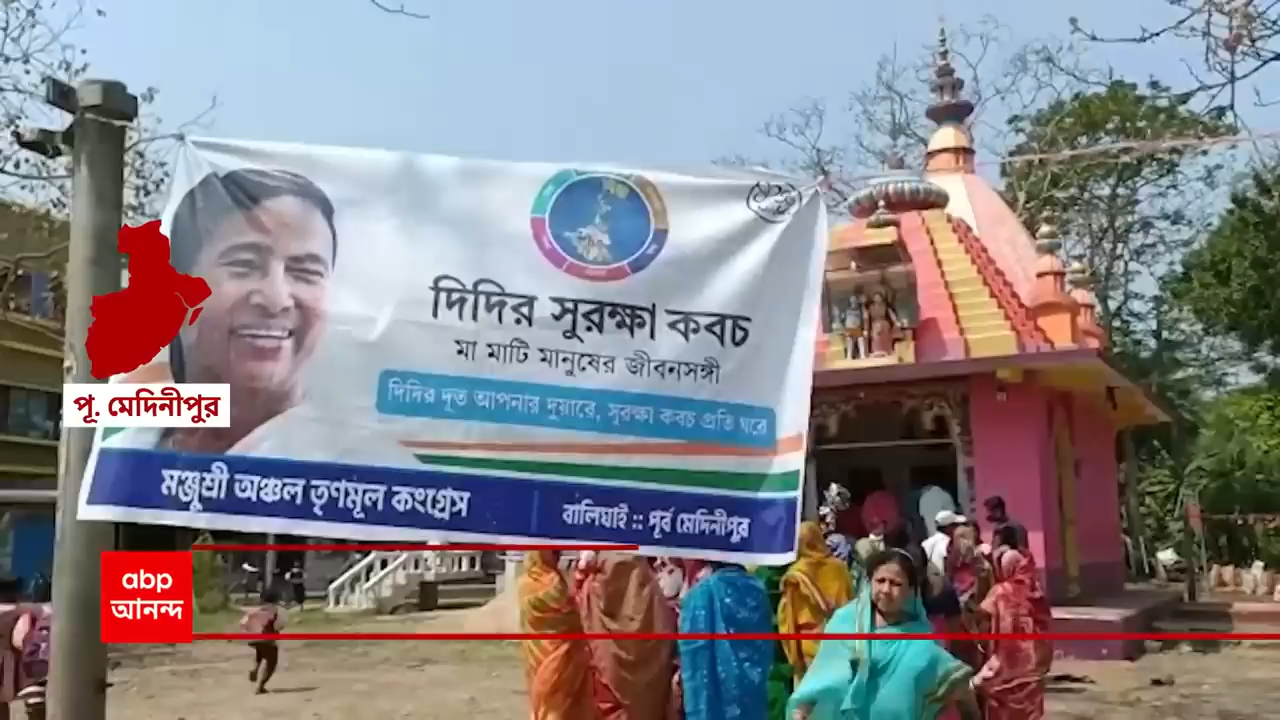 দিদির সুরক্ষা কবচ
মা মাটি মানুষের জীবনসঙ্গী
দিদির দূত আপনার দুয়ারে, সুরক্ষা কবচ প্রতি ঘরে
পূ. মেদিনীপুর
মঞ্জুশ্রী অঞ্চল তৃণমূল কংগ্রেস
বালিঘাই :: পূর্ব মেদিনীপুর
abp
আনন্দ